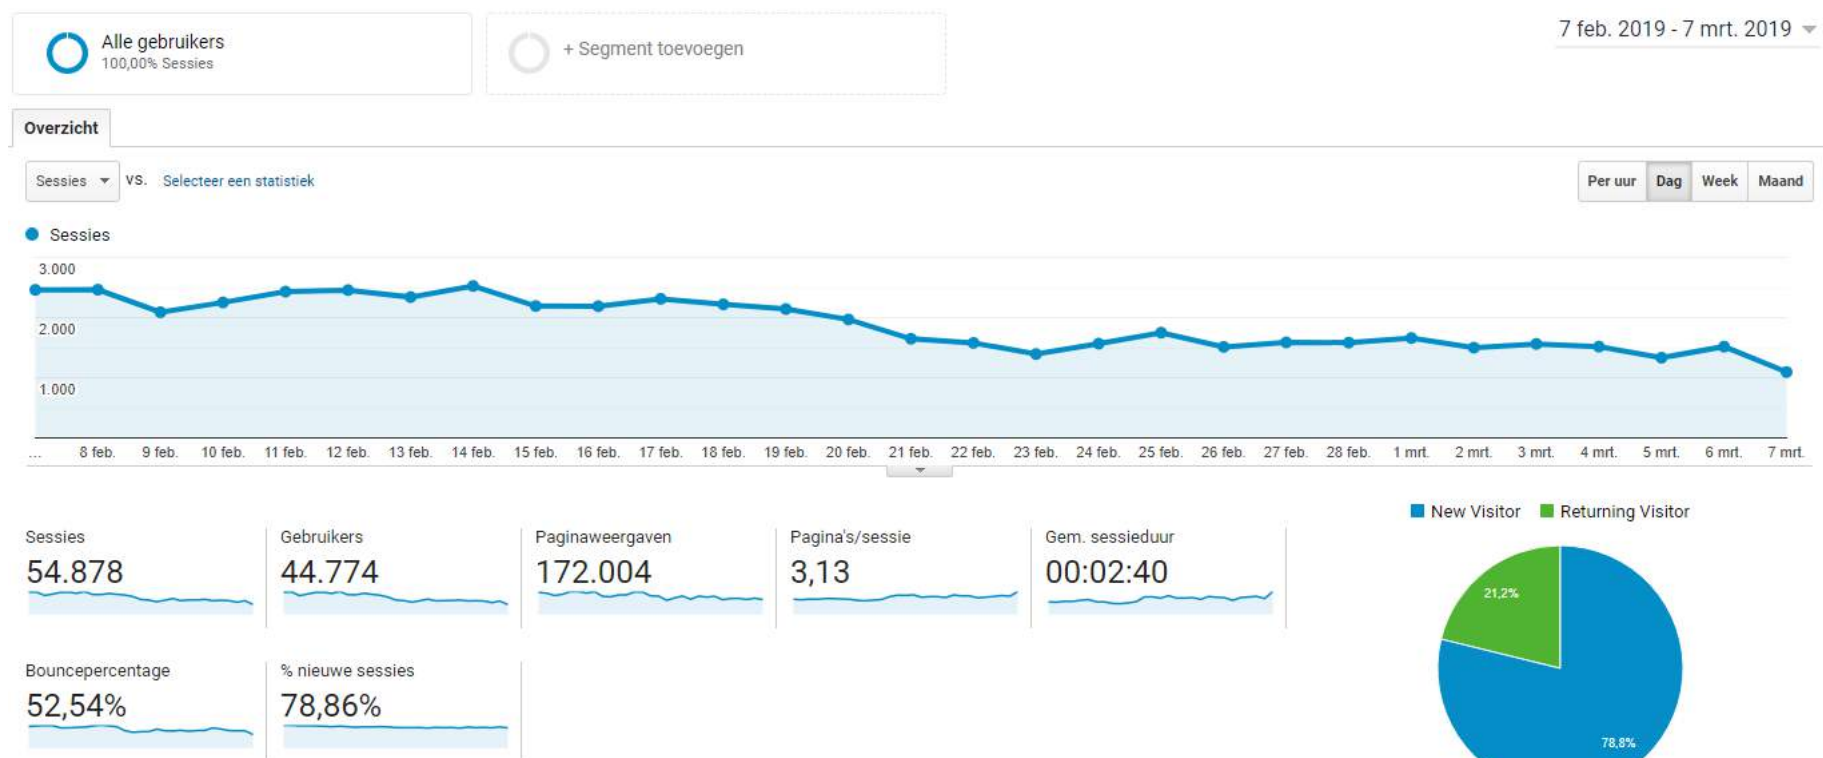 Alle gebruikers
100,00% Sessies
+ Segment toevoegen
7 feb. 2019 - 7 mrt. 2019
Overzicht
Sessies vs. Selecteer een statistiek
Per uur Dag Week Maand
Sessies
3.000
2.000
1.000
... 8 feb. 9 feb. 10 feb. 11 feb. 12 feb. 13 feb. 14 feb. 15 feb. 16 feb. 17 feb. 18 feb. 19 feb. 20 feb. 21 feb. 22 feb. 23 feb. 24 feb. 25 feb. 26 feb. 27 feb. 28 feb. 1 mrt. 2 mrt. 3 mrt. 4 mrt. 5 mrt. 6 mrt. 7 mrt.
New Visitor Returning Visitor
Sessies
54.878
Gebruikers
44.774
Paginaweergaven
172.004
Pagina's/sessie
3,13
Gem. sessieduur
00:02:40
Bouncepercentage
52,54%
% nieuwe sessies
78,86%
21,2%
78,8%